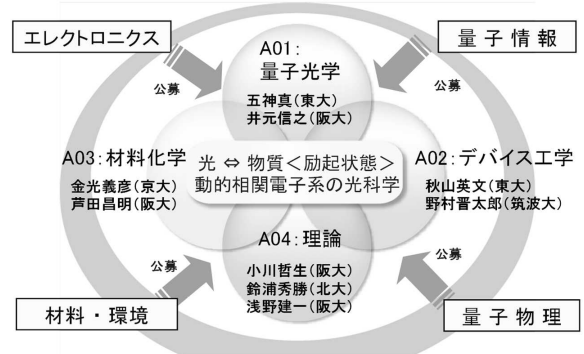 エレクトロニクス
量子情報
公募
公募
A01:
量子光学
五神真(東大)
井元信之(阪大)
A03:材料化学
金光義彦(京大)
芦田昌明(阪大)
光 ⇔ 物質<励起状態>
動的相関電子系の光科学
A02:デバイス工学
秋山英文(東大)
野村晋太郎(筑波大)
A04:理論
小川哲生(阪大)
鈴浦秀勝(北大)
浅野建一(阪大)
公募
公募
材料・環境
量子物理